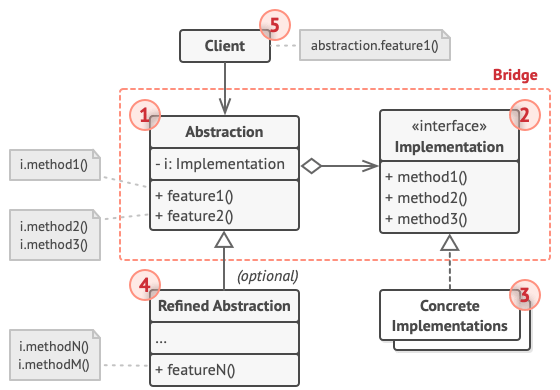 5
Client
abstraction.feature1()
Bridge
1
Abstraction
- i: Implementation
+ feature1()
+ feature2()
2
«interface»
Implementation
+ method1()
+ method2()
+ method3()
i.method1()
i.method2()
i.method3()
(optional)
4
Refined Abstraction
...
+ featureN()
3
Concrete
Implementations
i.methodN()
i.methodM()